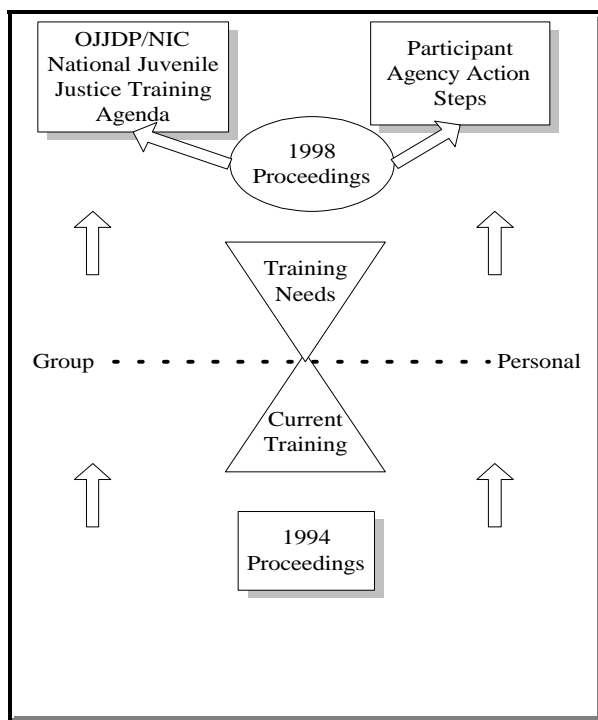 OJJDP/NIC
National Juvenile
Justice Training
Agenda
Participant
Agency Action
Steps
1998
Proceedings
Training
Needs
Group
Personal
Current
Training
1994
Proceedings